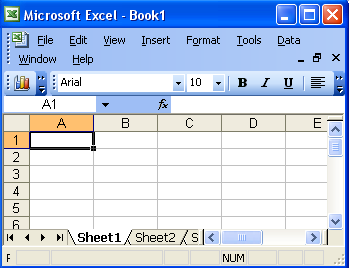 Microsoft Excel - Book1
File Edit View Insert Format Tools Data
Window Help
Arial 10 B I U
A1 fx
A B C D E
1
2
3
4
5
6
Sheet1 Sheet2 S
NUM